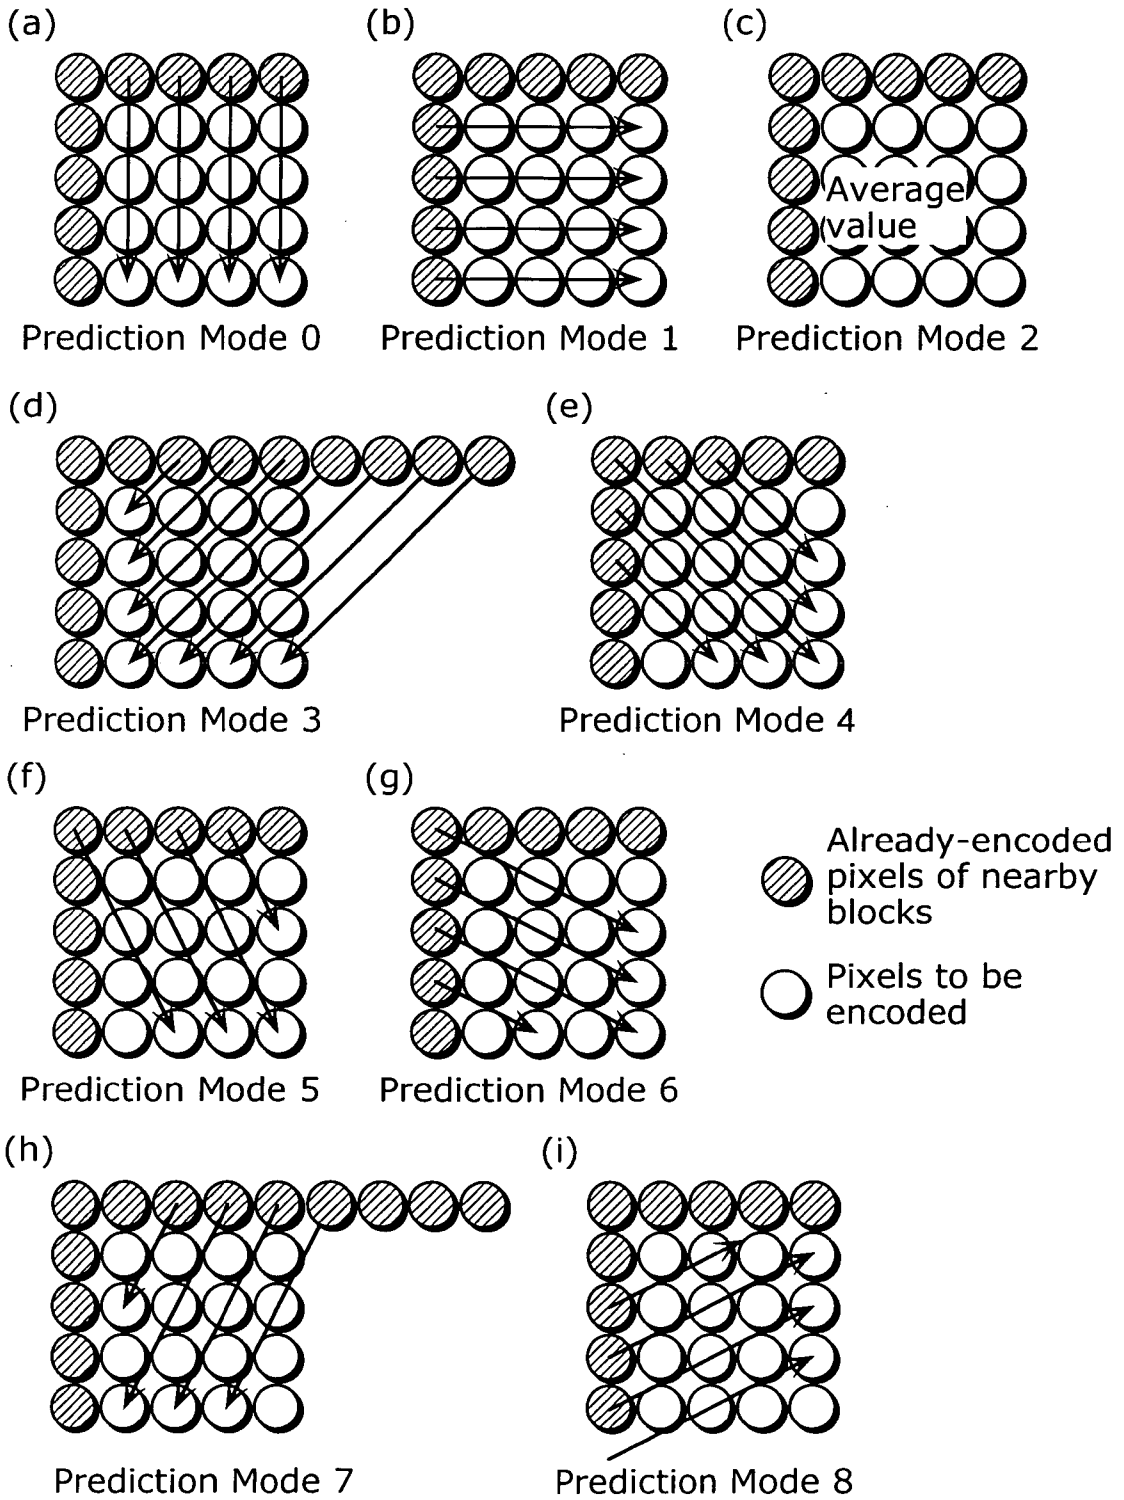 (a)
(b)
(c)
Average
value
Prediction Mode 0
Prediction Mode 1
Prediction Mode 2
(d)
(e)
Prediction Mode 3
Prediction Mode 4
(f)
(g)
Already-encoded
pixels of nearby
blocks
Pixels to be
encoded
Prediction Mode 5
Prediction Mode 6
(h)
(i)
Prediction Mode 7
Prediction Mode 8